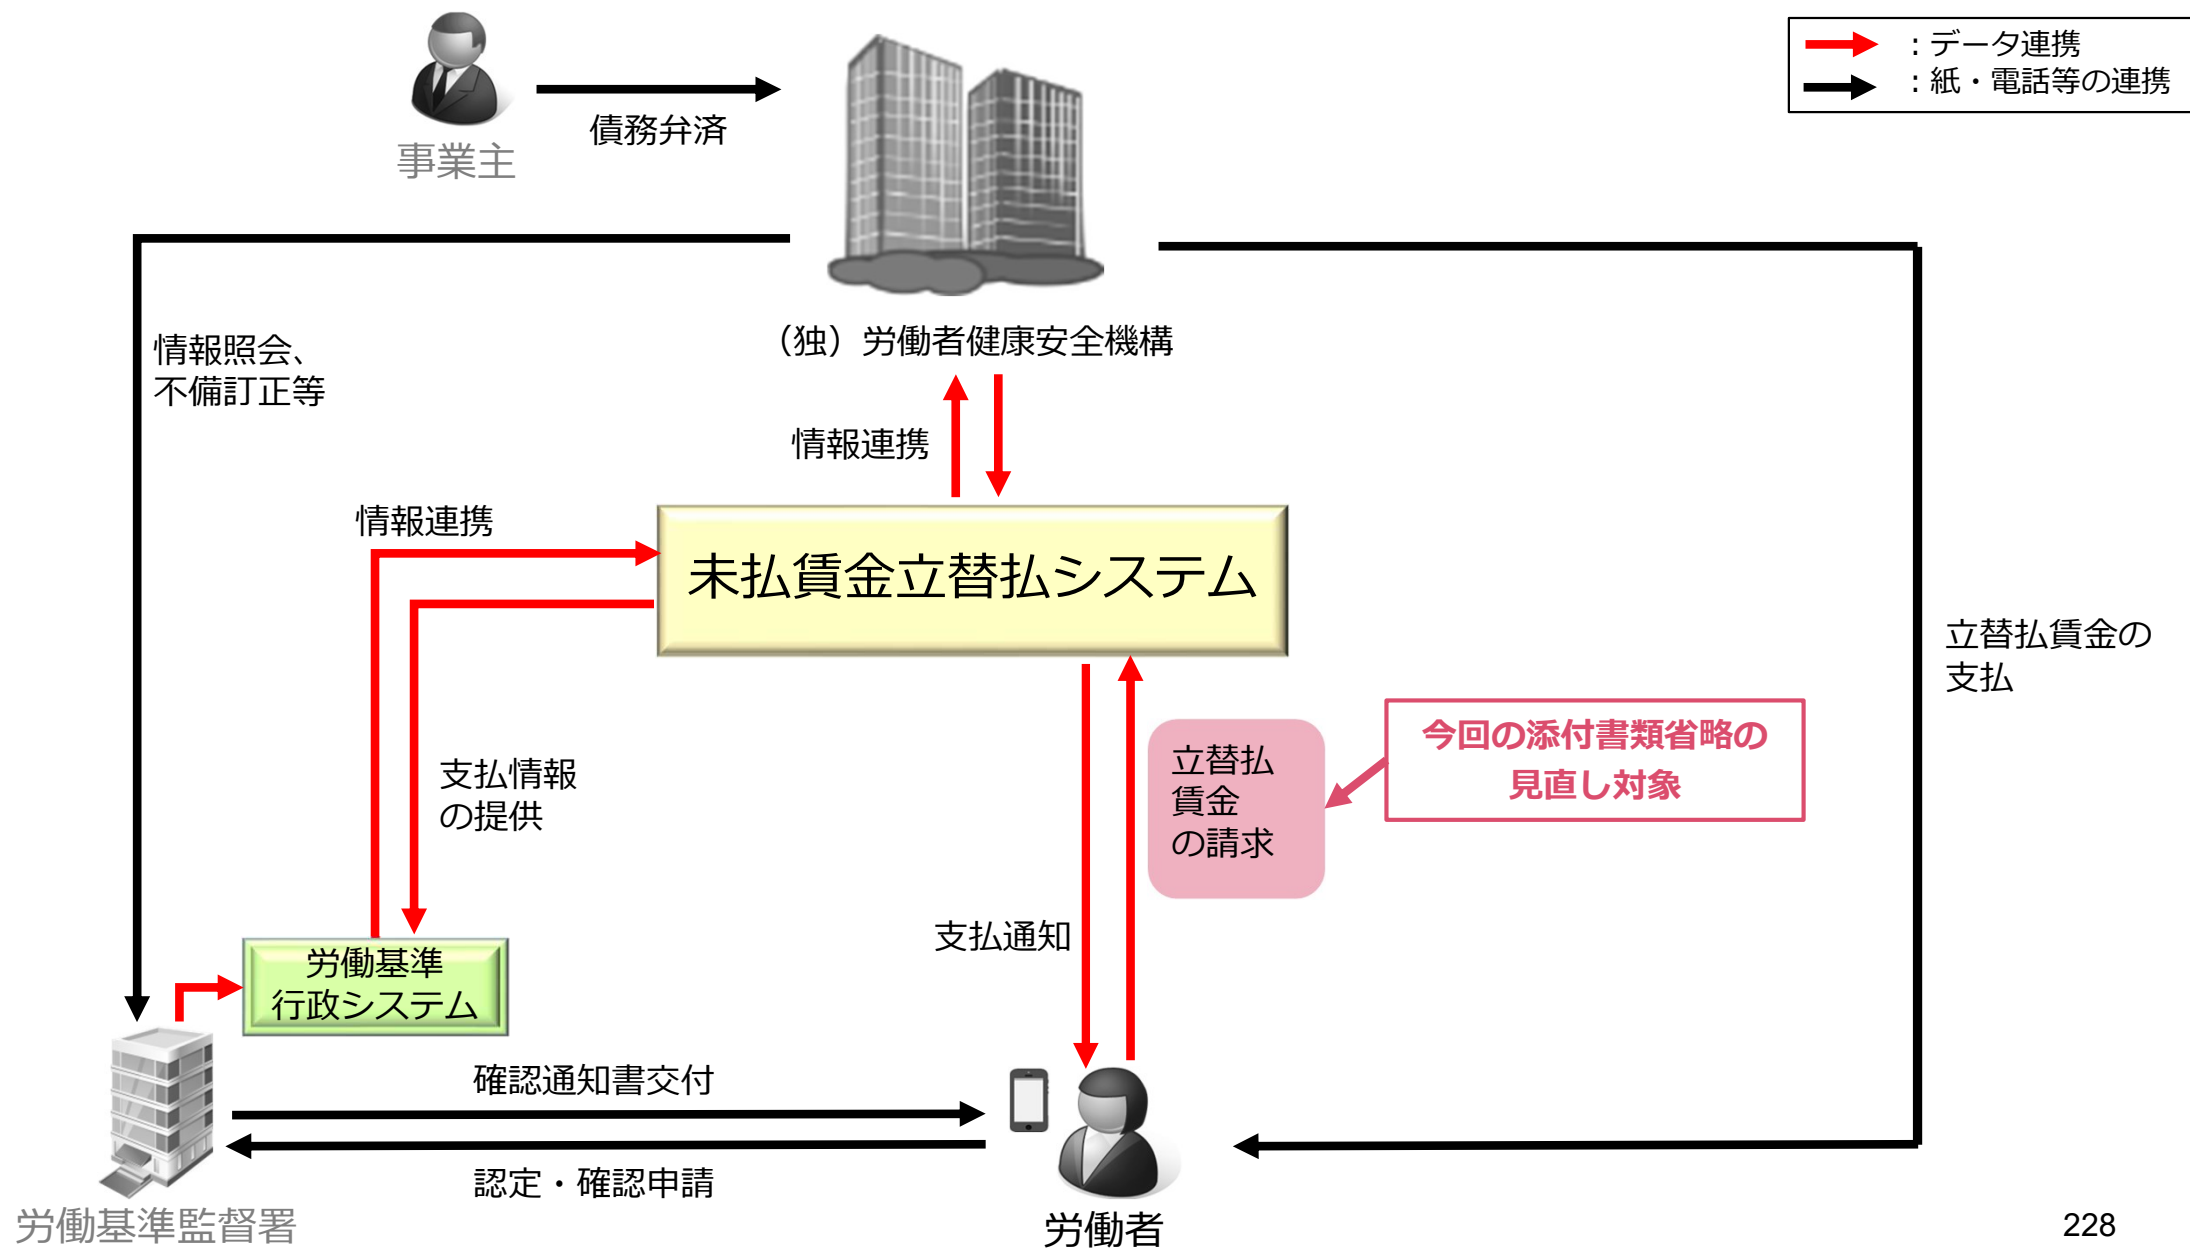 ：データ連携
：紙・電話等の連携
債務弁済
事業主
（独）労働者健康安全機構
情報照会、
不備訂正等
情報連携
情報連携
未払賃金立替払システム
立替払賃金の
支払
今回の添付書類省略の
見直し対象
立替払
賃金
の請求
支払情報
の提供
支払通知
労働基準
行政システム
確認通知書交付
認定・確認申請
労働基準監督署
労働者
228